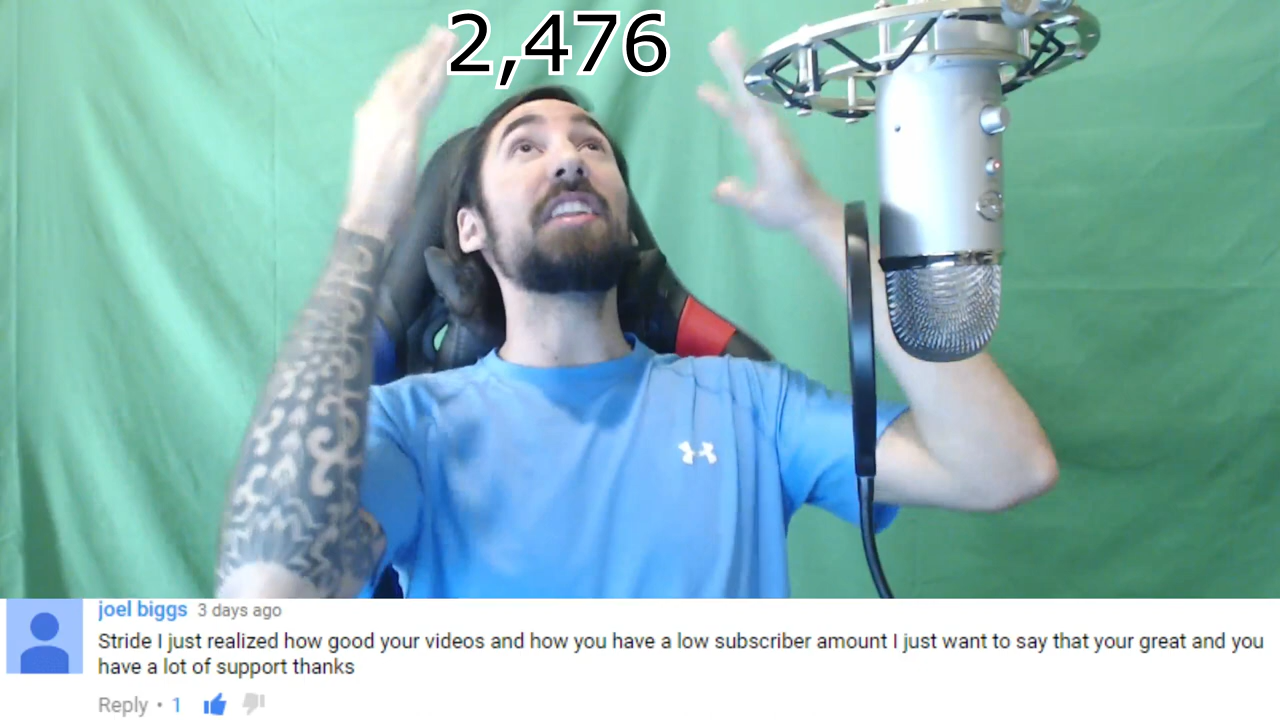 2,476
joel biggs 3 days ago
Stride I just realized how good your videos and how you have a low subscriber amount I just want to say that your great and you
have a lot of support thanks
Reply • 1